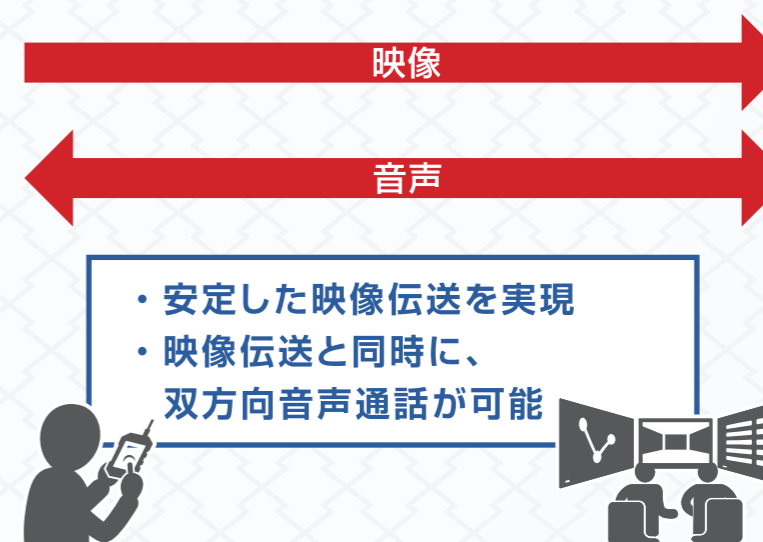 映像
音声
・安定した映像伝送を実現
・映像伝送と同時に、
双方向音声通話が可能